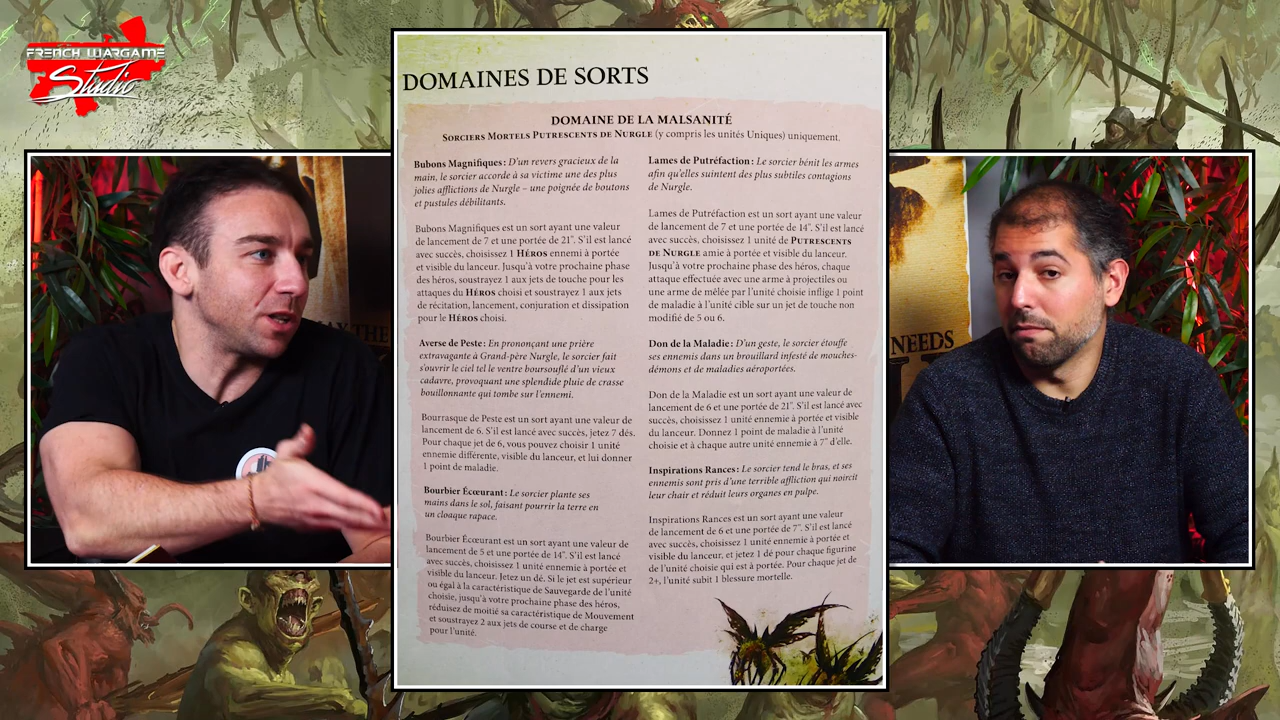 FRENCH WARGAME
Studio
DOMAINES DE SORTS
DOMAINE DE LA MALSANITÉ
SORCIERS MORTELS PUTRESCENTS DE NURGLE (y compris les unités Uniques) uniquement.
Bubons Magnifiques : D'un revers gracieux de la
main, le sorcier accorde à sa victime une des plus
jolies afflictions de Nurgle – une poignée de boutons
et pustules débilitants.
Bubons Magnifiques est un sort ayant une valeur
de lancement de 7 et une portée de 21". S'il est lancé
avec succès, choisissez 1 HÉROS ennemi à portée
et visible du lanceur. Jusqu'à votre prochaine phase
des héros, soustrayez 1 aux jets de touche pour les
attaques du HÉROS choisi et soustrayez 1 aux jets
de récitation, lancement, conjuration et dissipation
pour le HÉROS choisi.
Averse de Peste : En prononçant une prière
extravagante à Grand-père Nurgle, le sorcier fait
s'ouvrir le ciel tel le ventre boursouflé d'un vieux
cadavre, provoquant une splendide pluie de crasse
bouillonnante qui tombe sur l'ennemi.
Bourrasque de Peste est un sort ayant une valeur de
lancement de 6. S'il est lancé avec succès, jetez 7 dés.
Pour chaque jet de 6, vous pouvez choisir 1 unité
ennemie différente, visible du lanceur, et lui donner
1 point de maladie.
Bourbier Écœurant : Le sorcier plante ses
mains dans le sol, faisant pourrir la terre en
un cloaque rapace.
Bourbier Écœurant est un sort ayant une valeur de
lancement de 5 et une portée de 14". S'il est lancé
avec succès, choisissez 1 unité ennemie à portée et
visible du lanceur. Jetez un dé. Si le jet est supérieur
ou égal à la caractéristique de Sauvegarde de l'unité
choisie, jusqu'à votre prochaine phase des héros,
réduisez de moitié sa caractéristique de Mouvement
et soustrayez 2 aux jets de course et de charge
pour l'unité.
Lames de Putréfaction : Le sorcier bénit les armes
afin qu'elles suintent des plus subtiles contagions
de Nurgle.
Lames de Putréfaction est un sort ayant une valeur
de lancement de 7 et une portée de 14". S'il est lancé
avec succès, choisissez 1 unité de PUTRESCENTS
DE NURGLE amie à portée et visible du lanceur.
Jusqu'à votre prochaine phase des héros, chaque
attaque effectuée avec une arme à projectiles ou
une arme de mêlée par l'unité choisie inflige 1 point
de maladie à l'unité cible sur un jet de touche non
modifié de 5 ou 6.
Don de la Maladie : D'un geste, le sorcier étouffe
ses ennemis dans un brouillard infesté de mouches-
démons et de maladies aéroportées.
Don de la Maladie est un sort ayant une valeur de
lancement de 6 et une portée de 21". S'il est lancé avec
succès, choisissez 1 unité ennemie à portée et visible
du lanceur. Donnez 1 point de maladie à l'unité
choisie et à chaque autre unité ennemie à 7" d'elle.
Inspirations Rances : Le sorcier tend le bras, et ses
ennemis sont pris d'une terrible affliction qui noircit
leur chair et réduit leurs organes en pulpe.
Inspirations Rances est un sort ayant une valeur
de lancement de 6 et une portée de 7". S'il est lancé
avec succès, choisissez 1 unité ennemie à portée et
visible du lanceur, et jetez 1 dé pour chaque figurine
de l'unité choisie qui est à portée. Pour chaque jet de
2+, l'unité subit 1 blessure mortelle.
THE
NEEDS